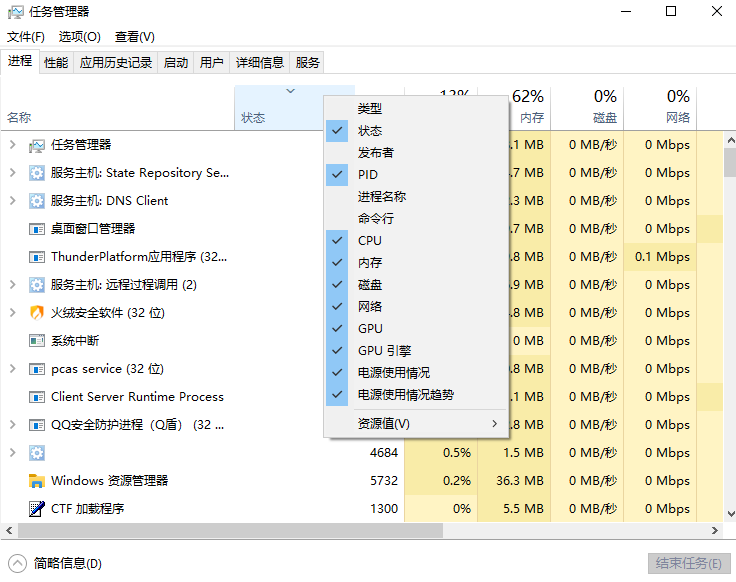 任务管理器
文件(F) 选项(O) 查看(V)
进程 性能 应用历史记录 启动 用户 详细信息 服务
62% 0% 0%
名称 状态 内存 磁盘 网络
类型
状态
发布者
PID
进程名称
命令行
CPU
内存
磁盘
网络
GPU
GPU 引擎
电源使用情况
电源使用情况趋势
资源值(V)
任务管理器 .1 MB 0 MB/秒 0 Mbps
服务主机: State Repository Se... .7 MB 0 MB/秒 0 Mbps
服务主机: DNS Client .3 MB 0 MB/秒 0 Mbps
桌面窗口管理器 .7 MB 0 MB/秒 0 Mbps
ThunderPlatform应用程序 (32... .8 MB 0 MB/秒 0.1 Mbps
服务主机: 远程过程调用 (2) .9 MB 0 MB/秒 0 Mbps
火绒安全软件 (32 位) .8 MB 0 MB/秒 0 Mbps
系统中断 0 MB 0 MB/秒 0 Mbps
pcas service (32 位) .8 MB 0 MB/秒 0 Mbps
Client Server Runtime Process .1 MB 0 MB/秒 0 Mbps
QQ安全防护进程（Q盾） (32 ... .8 MB 0 MB/秒 0 Mbps
4684 0.5% 1.5 MB 0 MB/秒 0 Mbps
Windows 资源管理器 5732 0.2% 36.3 MB 0 MB/秒 0 Mbps
CTF 加载程序 1300 0% 5.5 MB 0 MB/秒 0 Mbps
简略信息(D) 结束任务(E)